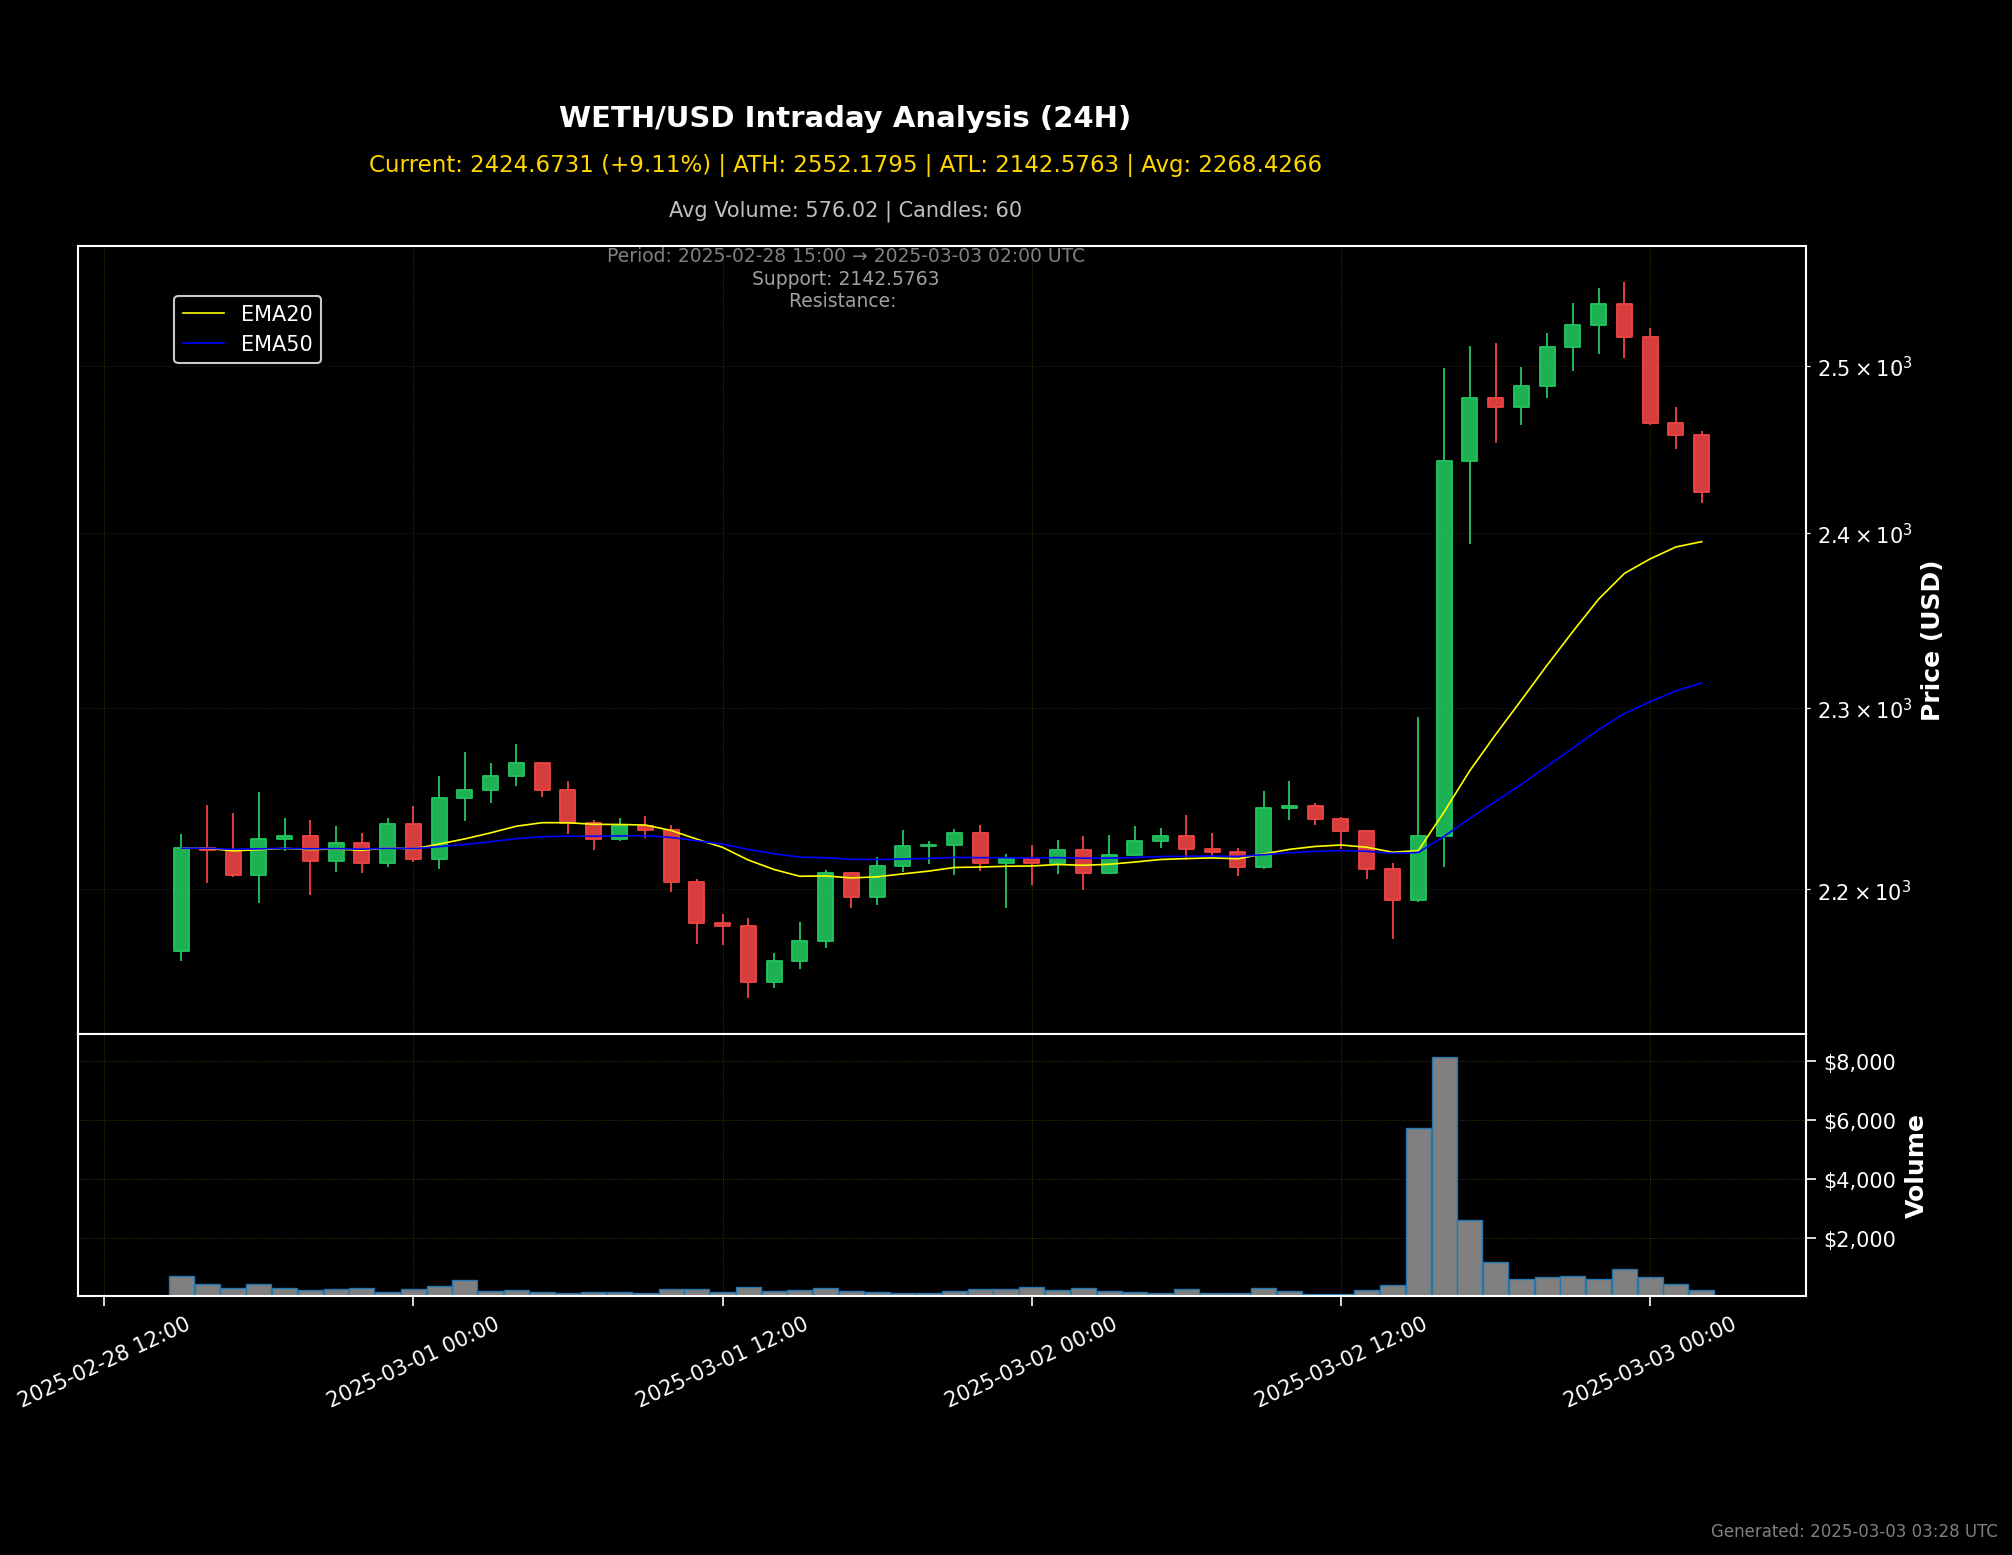 WETH/USD Intraday Analysis (24H)
Current: 2424.6731 (+9.11%) | ATH: 2552.1795 | ATL: 2142.5763 | Avg: 2268.4266
Avg Volume: 576.02 | Candles: 60
Period: 2025-02-28 15:00 → 2025-03-03 02:00 UTC
Support: 2142.5763
Resistance:
EMA20
EMA50
2.5 × 10³
2.4 × 10³
2.3 × 10³
2.2 × 10³
Price (USD)
$8,000
$6,000
$4,000
$2,000
Volume
2025-02-28 12:00
2025-03-01 00:00
2025-03-01 12:00
2025-03-02 00:00
2025-03-02 12:00
2025-03-03 00:00
Generated: 2025-03-03 03:28 UTC